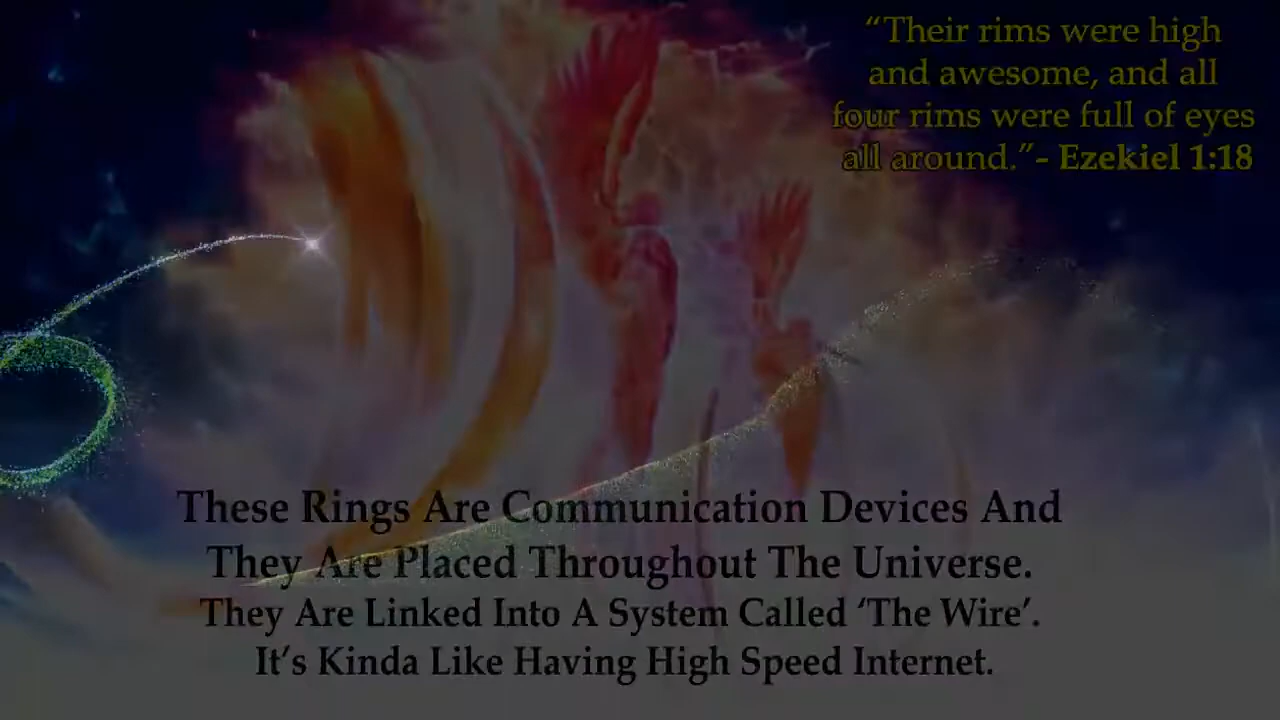 “Their rims were high
and awesome, and all
four rims were full of eyes
all around.”- Ezekiel 1:18
These Rings Are Communication Devices And
They Are Placed Throughout The Universe.
They Are Linked Into A System Called ‘The Wire’.
It’s Kinda Like Having High Speed Internet.